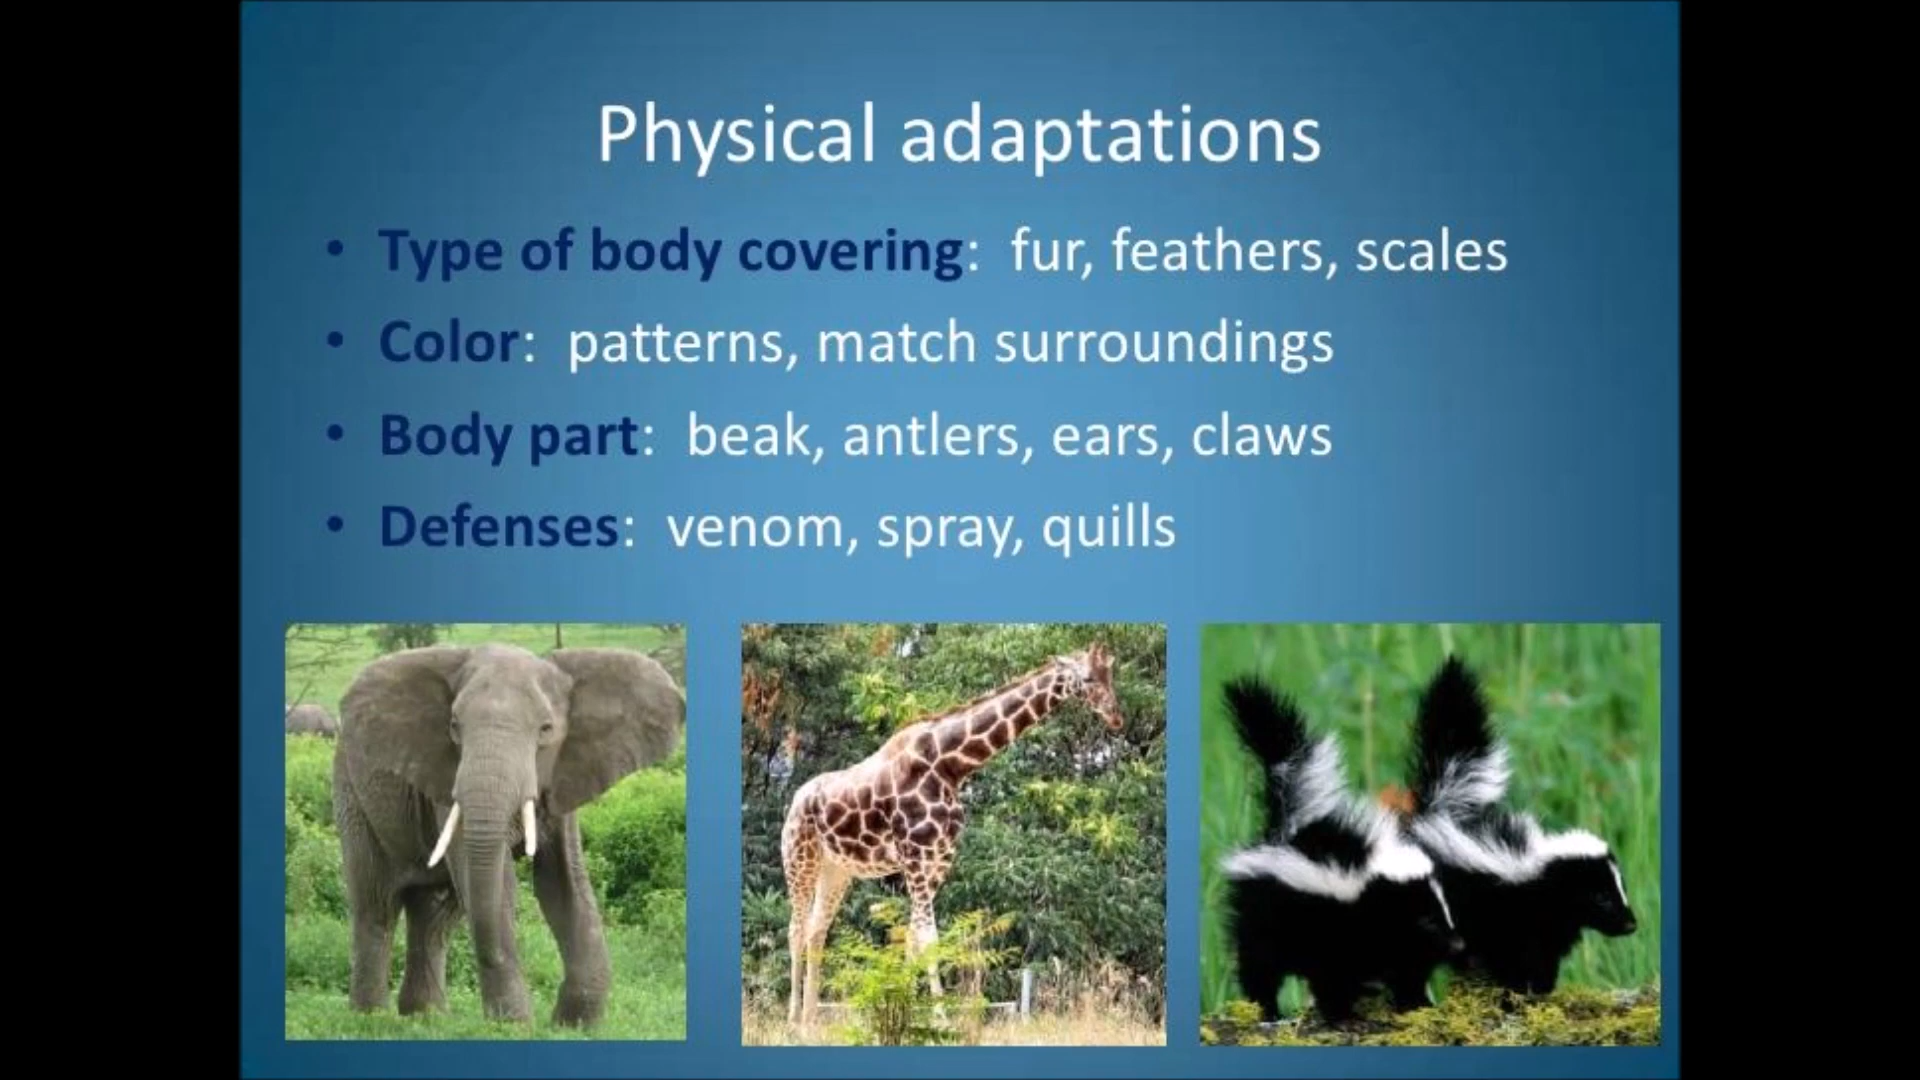 Physical adaptations
• Type of body covering: fur, feathers, scales
• Color: patterns, match surroundings
• Body part: beak, antlers, ears, claws
• Defenses: venom, spray, quills